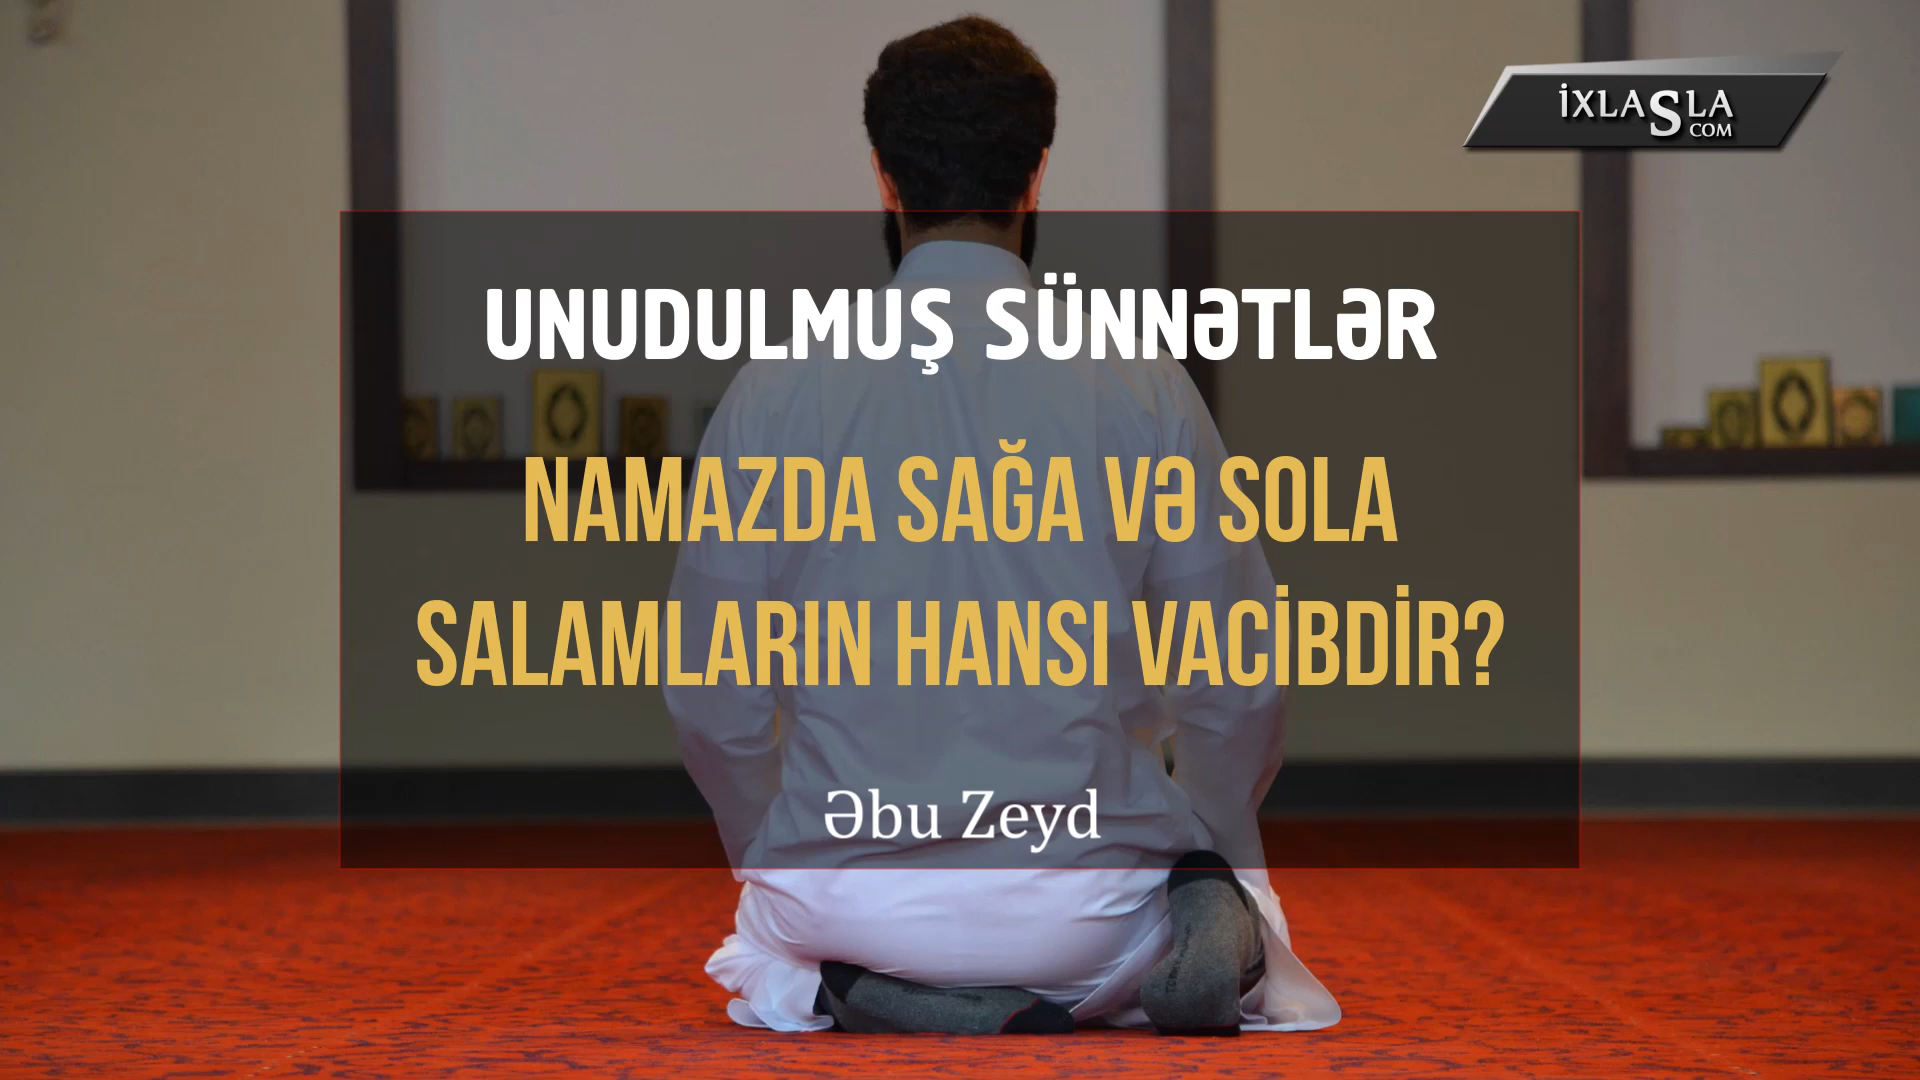 İXLASLA
COM
UNUDULMUŞ SÜNNƏTLƏR
NAMAZDA SAĞA VƏ SOLA
SALAMLARIN HANSI VACİBDİR?
Əbu Zeyd